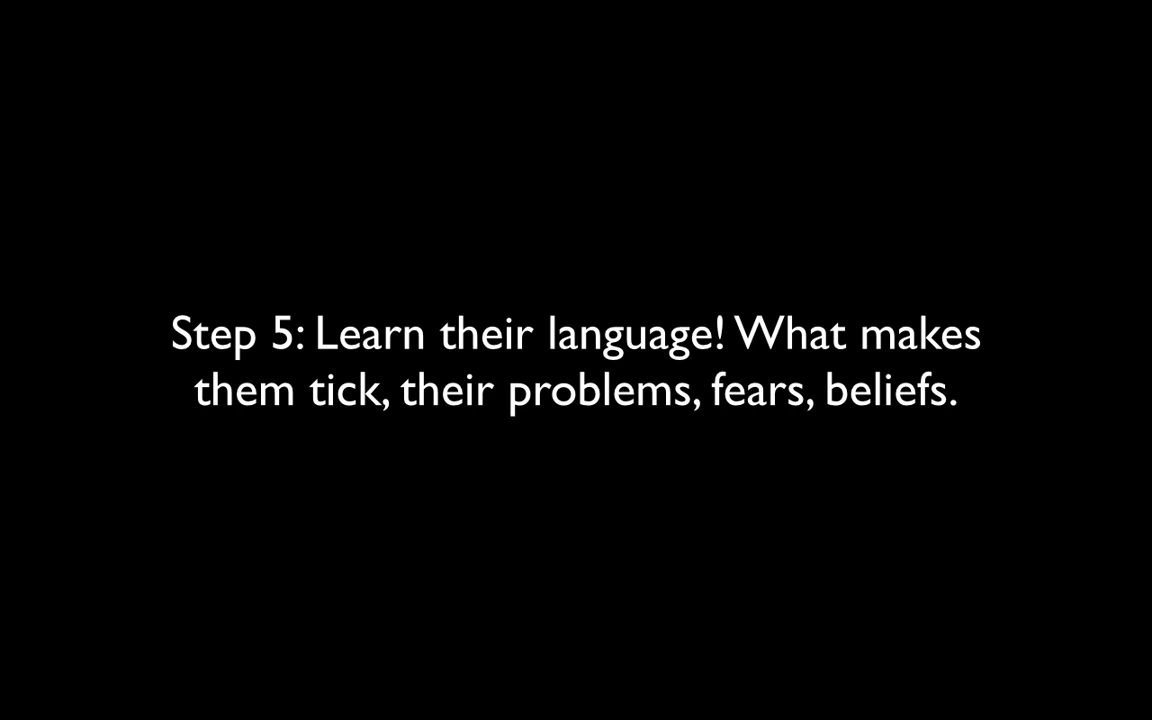 Step 5: Learn their language! What makes
them tick, their problems, fears, beliefs.